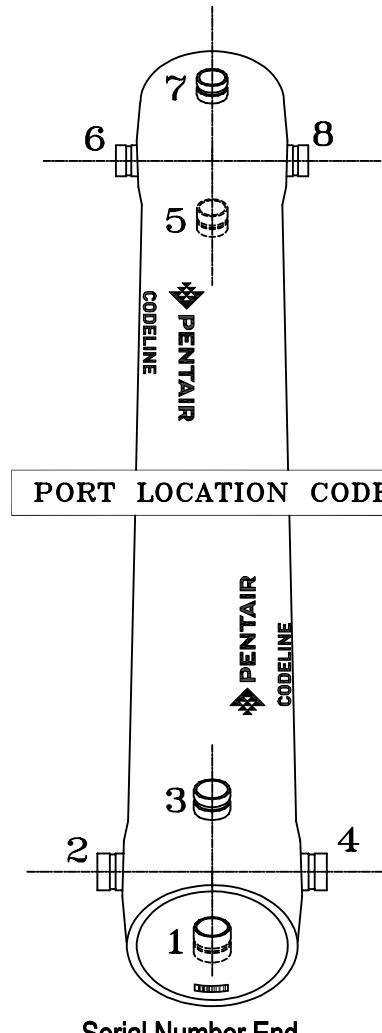 7
6
8
5
PENTAIR
CODELINE
PORT LOCATION CODE
PENTAIR
CODELINE
3
2
4
1
Serial Number End